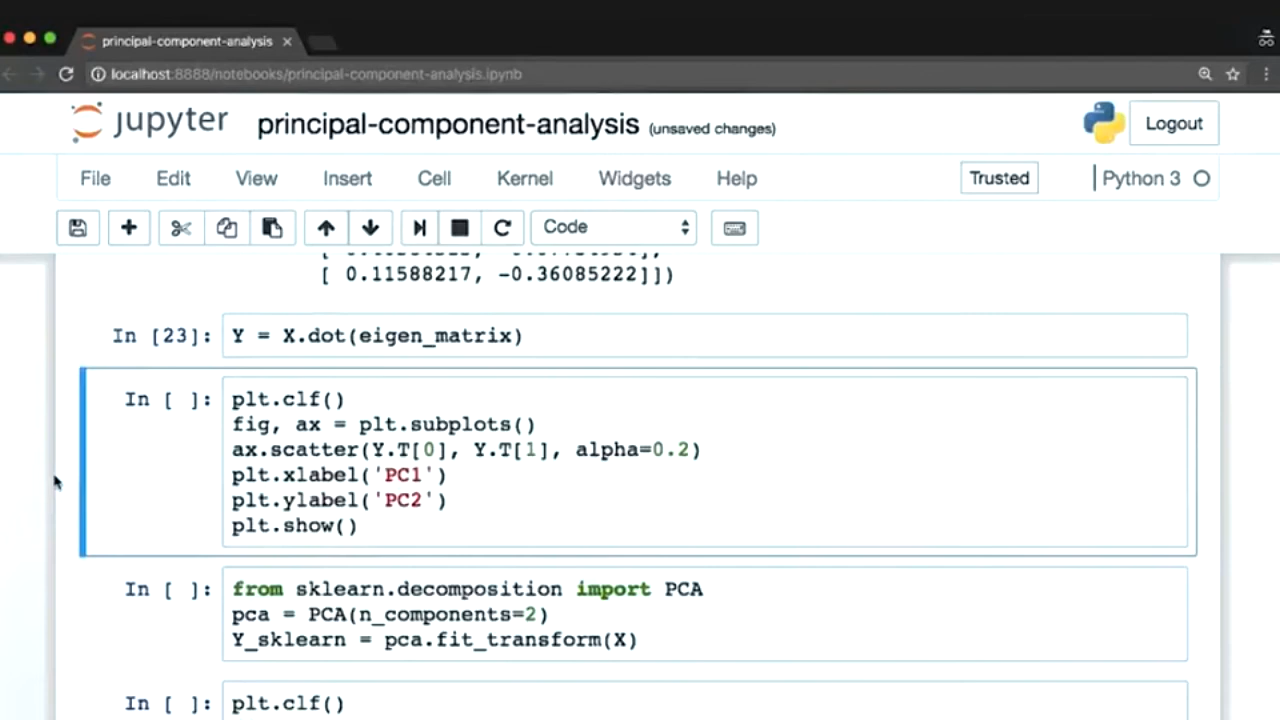 principal-component-analysis ×
localhost:8888/notebooks/principal-component-analysis.ipynb
jupyter principal-component-analysis (unsaved changes) Logout
File Edit View Insert Cell Kernel Widgets Help Trusted Python 3
Code
[ 0.11588217, -0.36085222]])
In [23]: Y = X.dot(eigen_matrix)
In [ ]: plt.clf()
fig, ax = plt.subplots()
ax.scatter(Y.T[0], Y.T[1], alpha=0.2)
plt.xlabel('PC1')
plt.ylabel('PC2')
plt.show()
In [ ]: from sklearn.decomposition import PCA
pca = PCA(n_components=2)
Y_sklearn = pca.fit_transform(X)
In [ ]: plt.clf()